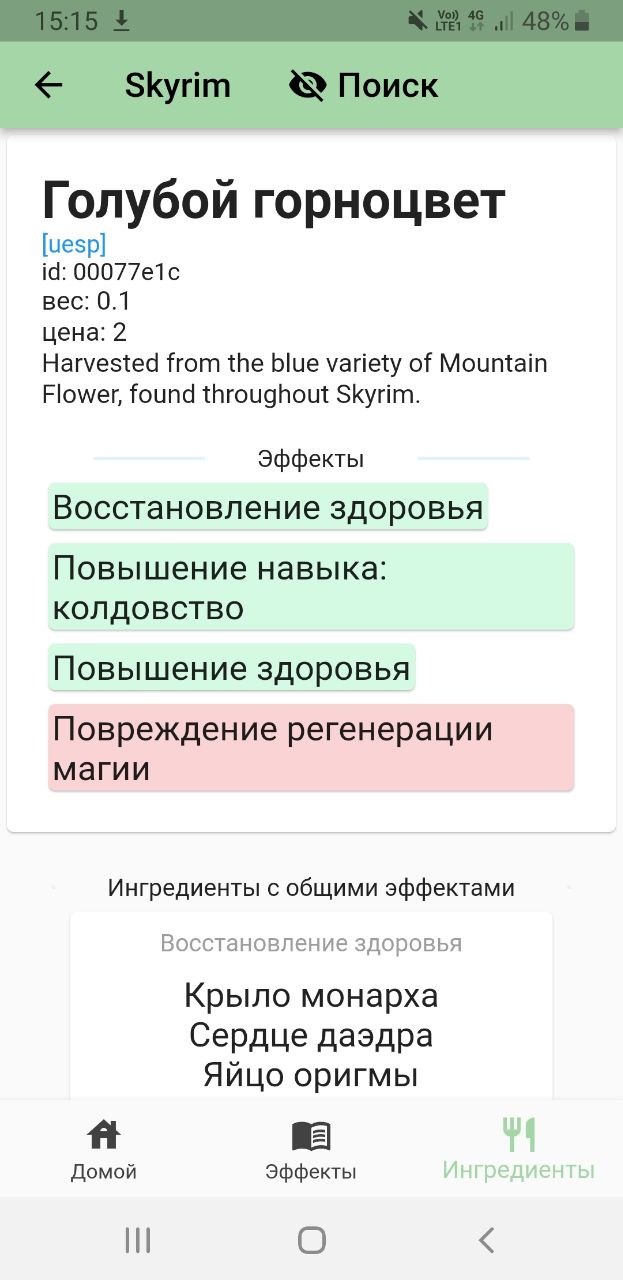 15:15 Vo)) LTE1 4G 48%
Skyrim Поиск
Голубой горноцвет
[uesp]
id: 00077e1c
вес: 0.1
цена: 2
Harvested from the blue variety of Mountain
Flower, found throughout Skyrim.
Эффекты
Восстановление здоровья
Повышение навыка:
колдовство
Повышение здоровья
Повреждение регенерации
магии
Ингредиенты с общими эффектами
Восстановление здоровья
Крыло монарха
Сердце даэдра
Яйцо оригмы
Домой Эффекты Ингредиенты